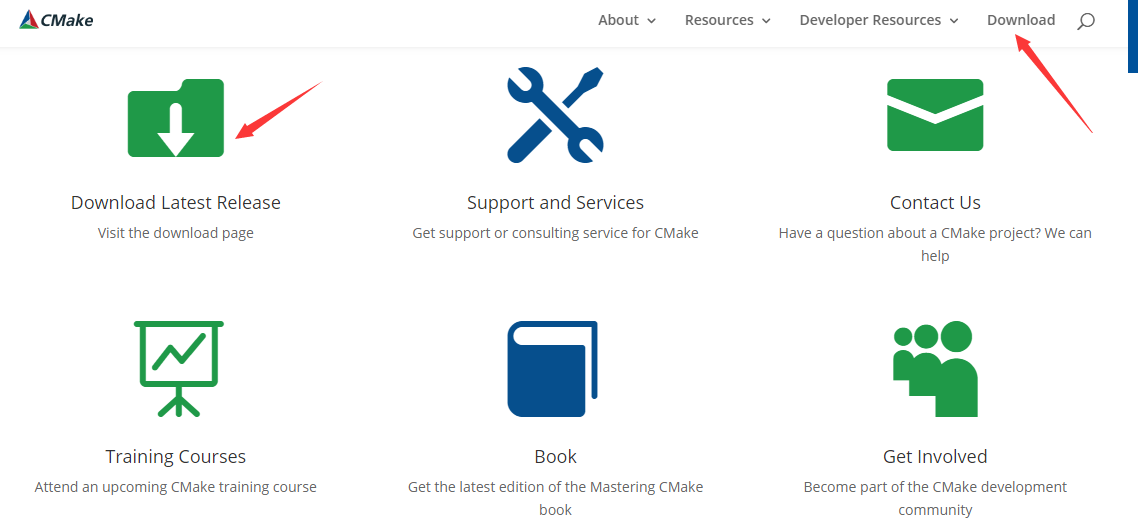 CMake
About
Resources
Developer Resources
Download
Download Latest Release
Visit the download page
Support and Services
Get support or consulting service for CMake
Contact Us
Have a question about a CMake project? We can
help
Training Courses
Attend an upcoming CMake training course
Book
Get the latest edition of the Mastering CMake
book
Get Involved
Become part of the CMake development
community